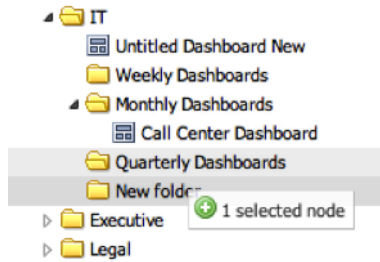 IT
Untitled Dashboard New
Weekly Dashboards
Monthly Dashboards
Call Center Dashboard
Quarterly Dashboards
New folder
1 selected node
Executive
Legal